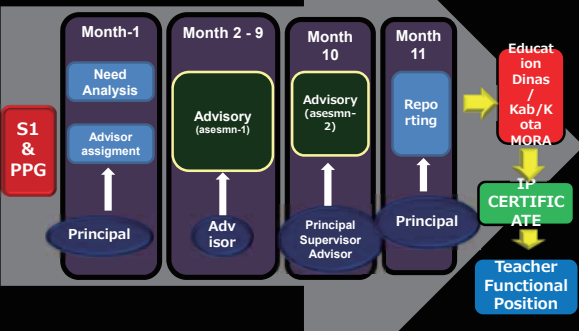 Month-1
Need
Analysis
Advisor
assigment
Principal
Month 2 - 9
Advisory
(asesmn-1)
Adv
isor
Month
10
Advisory
(asesmn-
2)
Principal
Supervisor
Advisor
Month
11
Repo
rting
Principal
S1
&
PPG
Educat
ion
Dinas
/
Kab/K
ota
MORA
IP
CERTIFIC
ATE
Teacher
Functional
Position